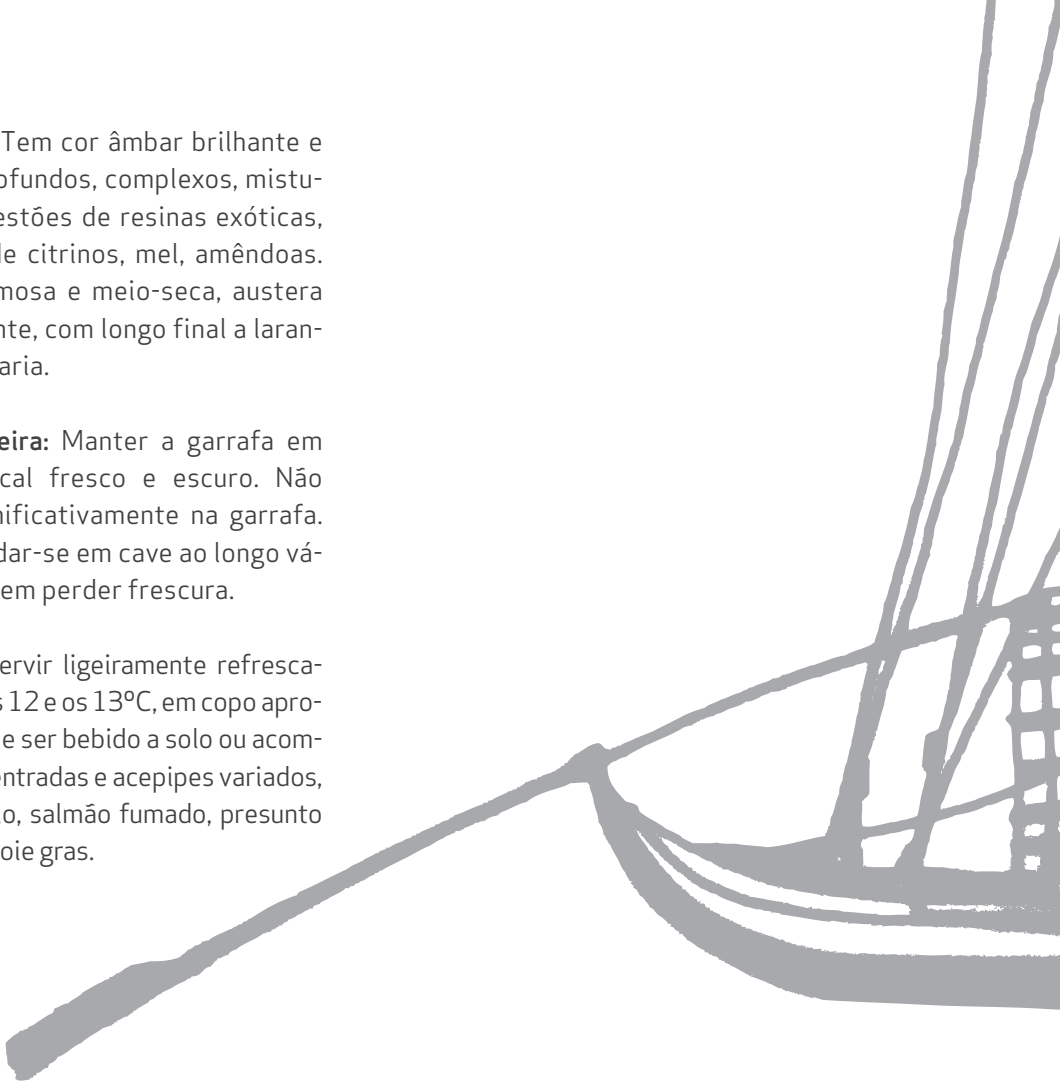 Tem cor âmbar brilhante e
ofundos, complexos, mistu-
estões de resinas exóticas,
de citrinos, mel, amêndoas.
mosa e meio-seca, austera
nte, com longo final a laran-
aria.
eira: Manter a garrafa em
cal fresco e escuro. Não
nificativamente na garrafa.
dar-se em cave ao longo vá-
em perder frescura.
ervir ligeiramente refresca-
s 12 e os 13ºC, em copo apro-
e ser bebido a solo ou acom-
entradas e acepipes variados,
o, salmão fumado, presunto
oie gras.